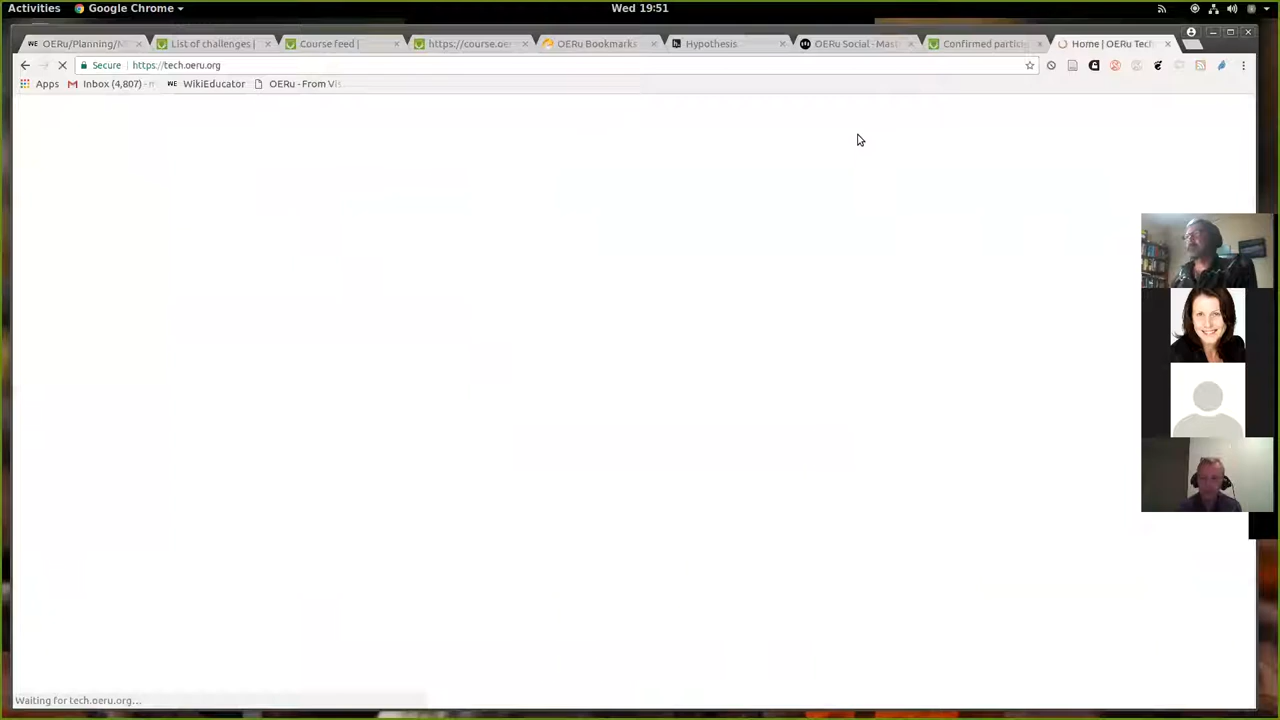 Activities Google Chrome Wed 19:51
OERu/Planning/M List of challenges | Course feed | https://course.oe OERu Bookmarks Hypothesis OERu Social - Mast Confirmed partici Home | OERu Tech
Secure https://tech.oeru.org
Apps Inbox (4,807) - m WE WikiEducator OERu - From Vi
Waiting for tech.oeru.org...